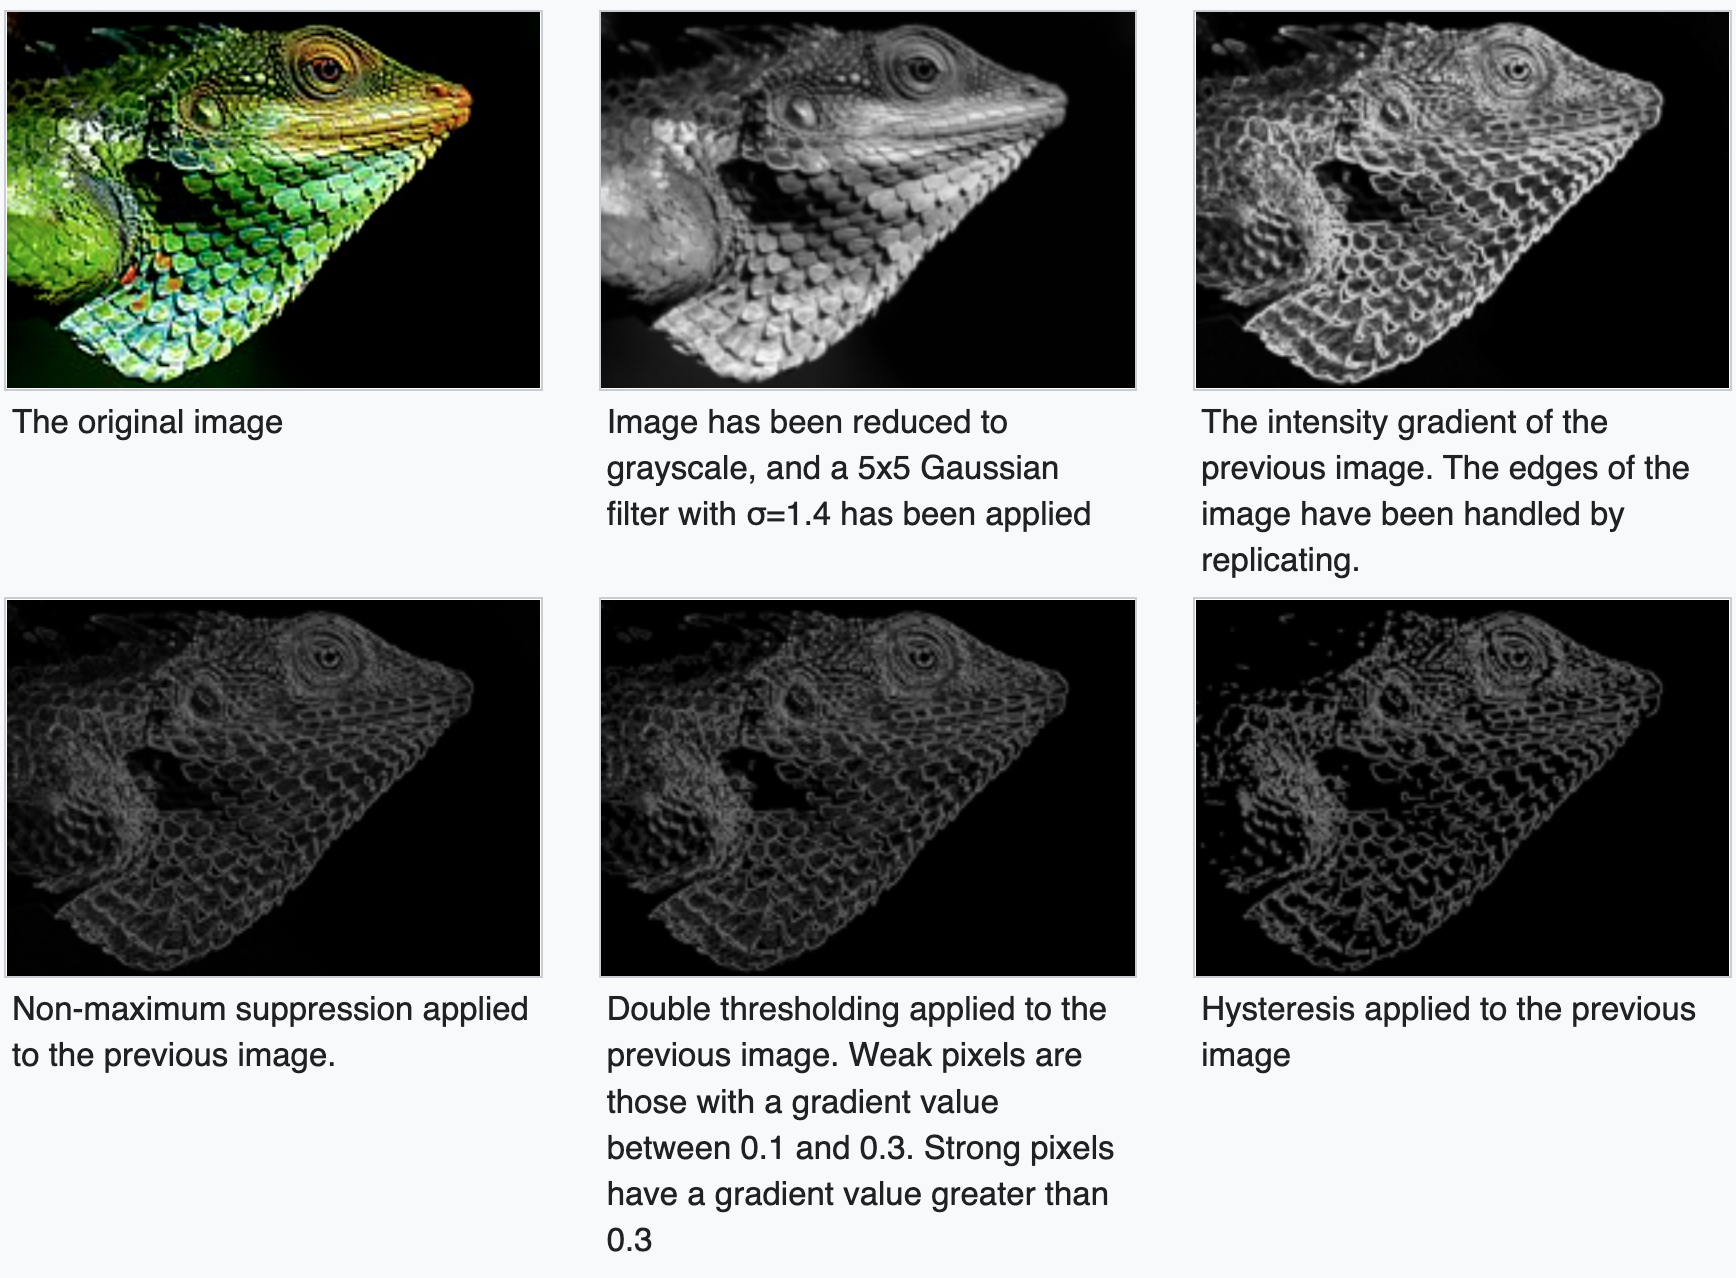 The original image
Image has been reduced to
grayscale, and a 5x5 Gaussian
filter with σ=1.4 has been applied
The intensity gradient of the
previous image. The edges of the
image have been handled by
replicating.
Non-maximum suppression applied
to the previous image.
Double thresholding applied to the
previous image. Weak pixels are
those with a gradient value
between 0.1 and 0.3. Strong pixels
have a gradient value greater than
0.3
Hysteresis applied to the previous
image